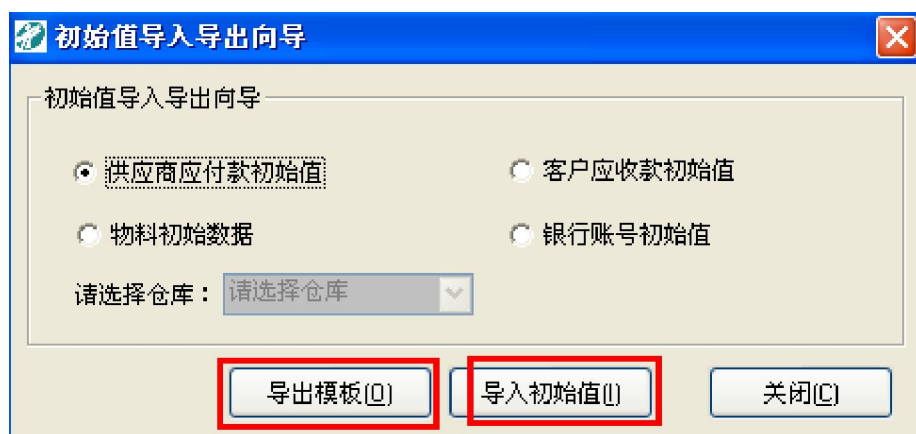 初始值导入导出向导
初始值导入导出向导
供应商应付款初始值 客户应收款初始值
物料初始数据 银行账号初始值
请选择仓库： 请选择仓库
导出模板(O) 导入初始值(I) 关闭(C)